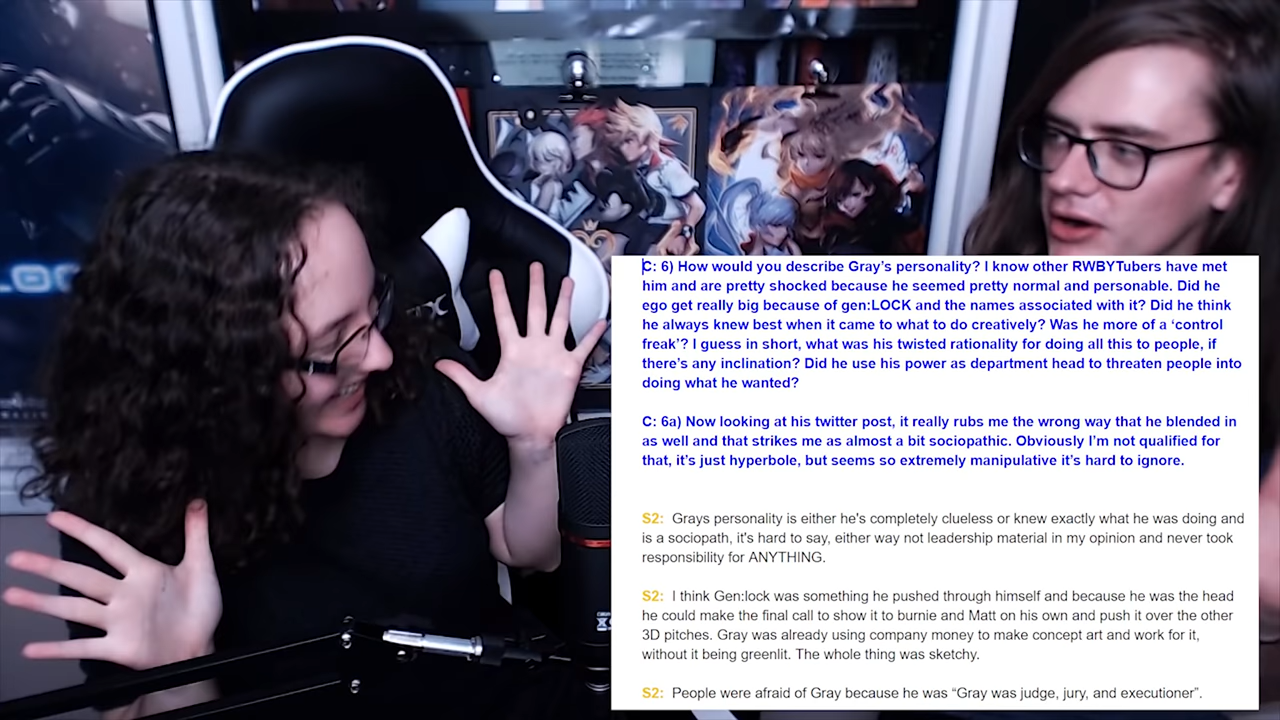 LOC
C: 6) How would you describe Gray's personality? I know other RWBYTubers have met
him and are pretty shocked because he seemed pretty normal and personable. Did he
ego get really big because of gen:LOCK and the names associated with it? Did he think
he always knew best when it came to what to do creatively? Was he more of a 'control
freak'? I guess in short, what was his twisted rationality for doing all this to people, if
there's any inclination? Did he use his power as department head to threaten people into
doing what he wanted?
C: 6a) Now looking at his twitter post, it really rubs me the wrong way that he blended in
as well and that strikes me as almost a bit sociopathic. Obviously I'm not qualified for
that, it's just hyperbole, but seems so extremely manipulative it's hard to ignore.
S2: Grays personality is either he's completely clueless or knew exactly what he was doing and
is a sociopath, it's hard to say, either way not leadership material in my opinion and never took
responsibility for ANYTHING.
S2: I think Gen:lock was something he pushed through himself and because he was the head
he could make the final call to show it to burnie and Matt on his own and push it over the other
3D pitches. Gray was already using company money to make concept art and work for it,
without it being greenlit. The whole thing was sketchy.
S2: People were afraid of Gray because he was “Gray was judge, jury, and executioner”.